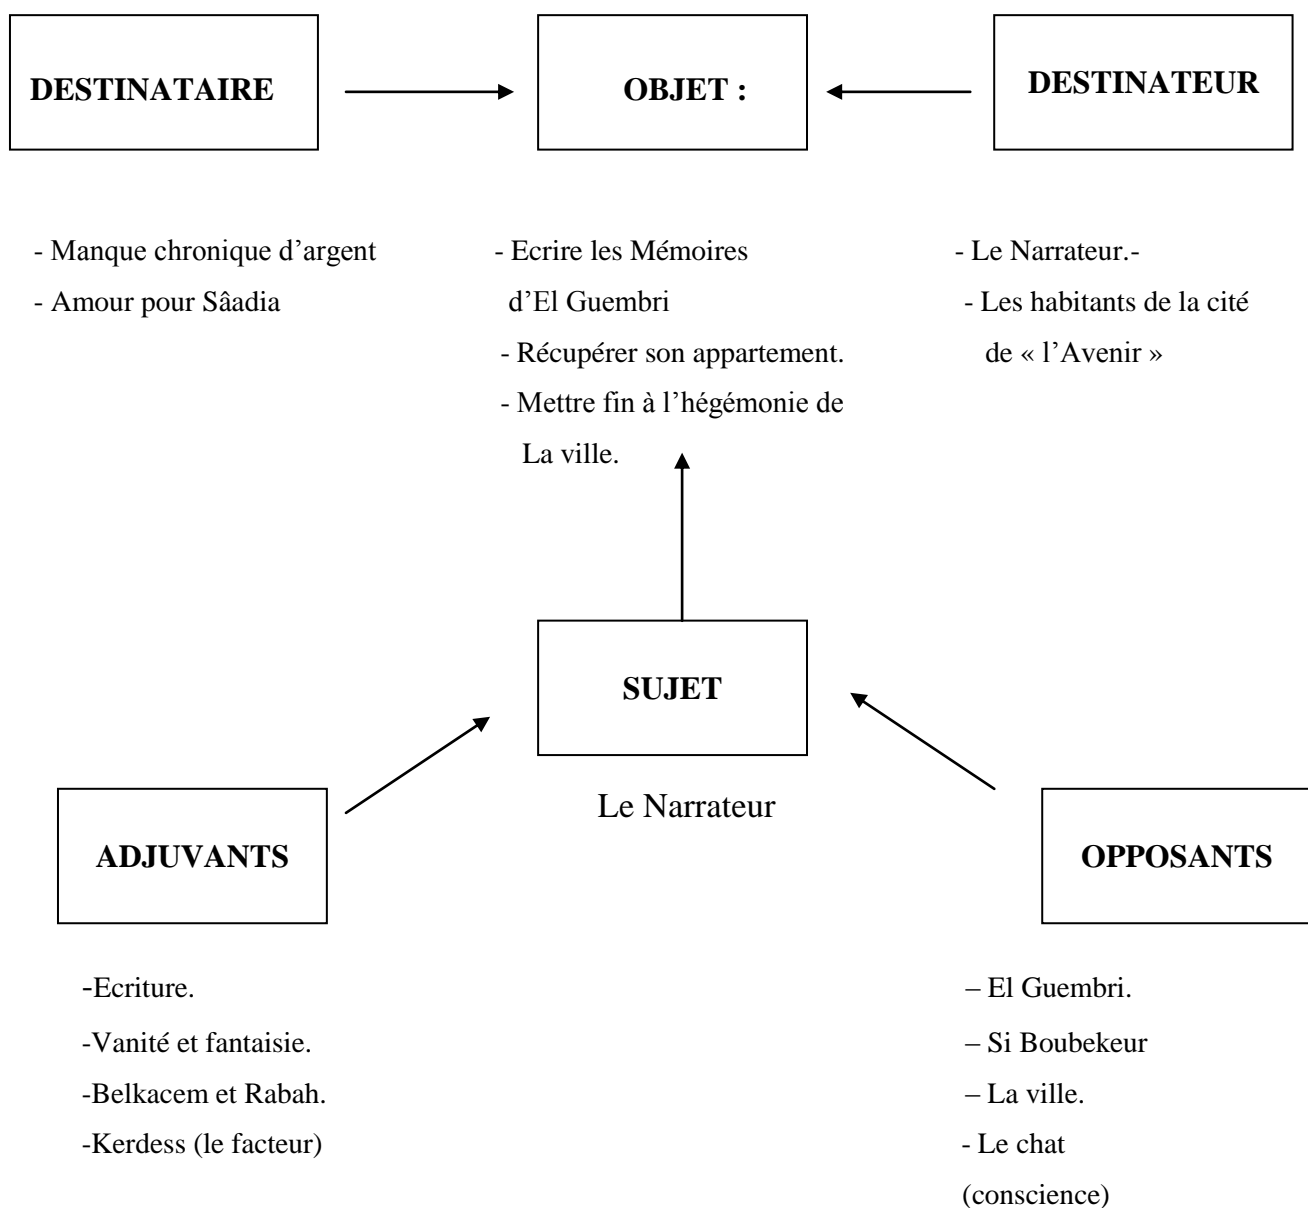 DESTINATAIRE
OBJET :
DESTINATEUR
- Manque chronique d’argent
- Amour pour Sâadia
- Ecrire les Mémoires
d’El Guembri
- Récupérer son appartement.
- Mettre fin à l’hégémonie de
La ville.
- Le Narrateur.-
- Les habitants de la cité
de « l’Avenir »
SUJET
Le Narrateur
ADJUVANTS
OPPOSANTS
-Ecriture.
-Vanité et fantaisie.
-Belkacem et Rabah.
-Kerdess (le facteur)
– El Guembri.
– Si Boubekeur
– La ville.
- Le chat
(conscience)